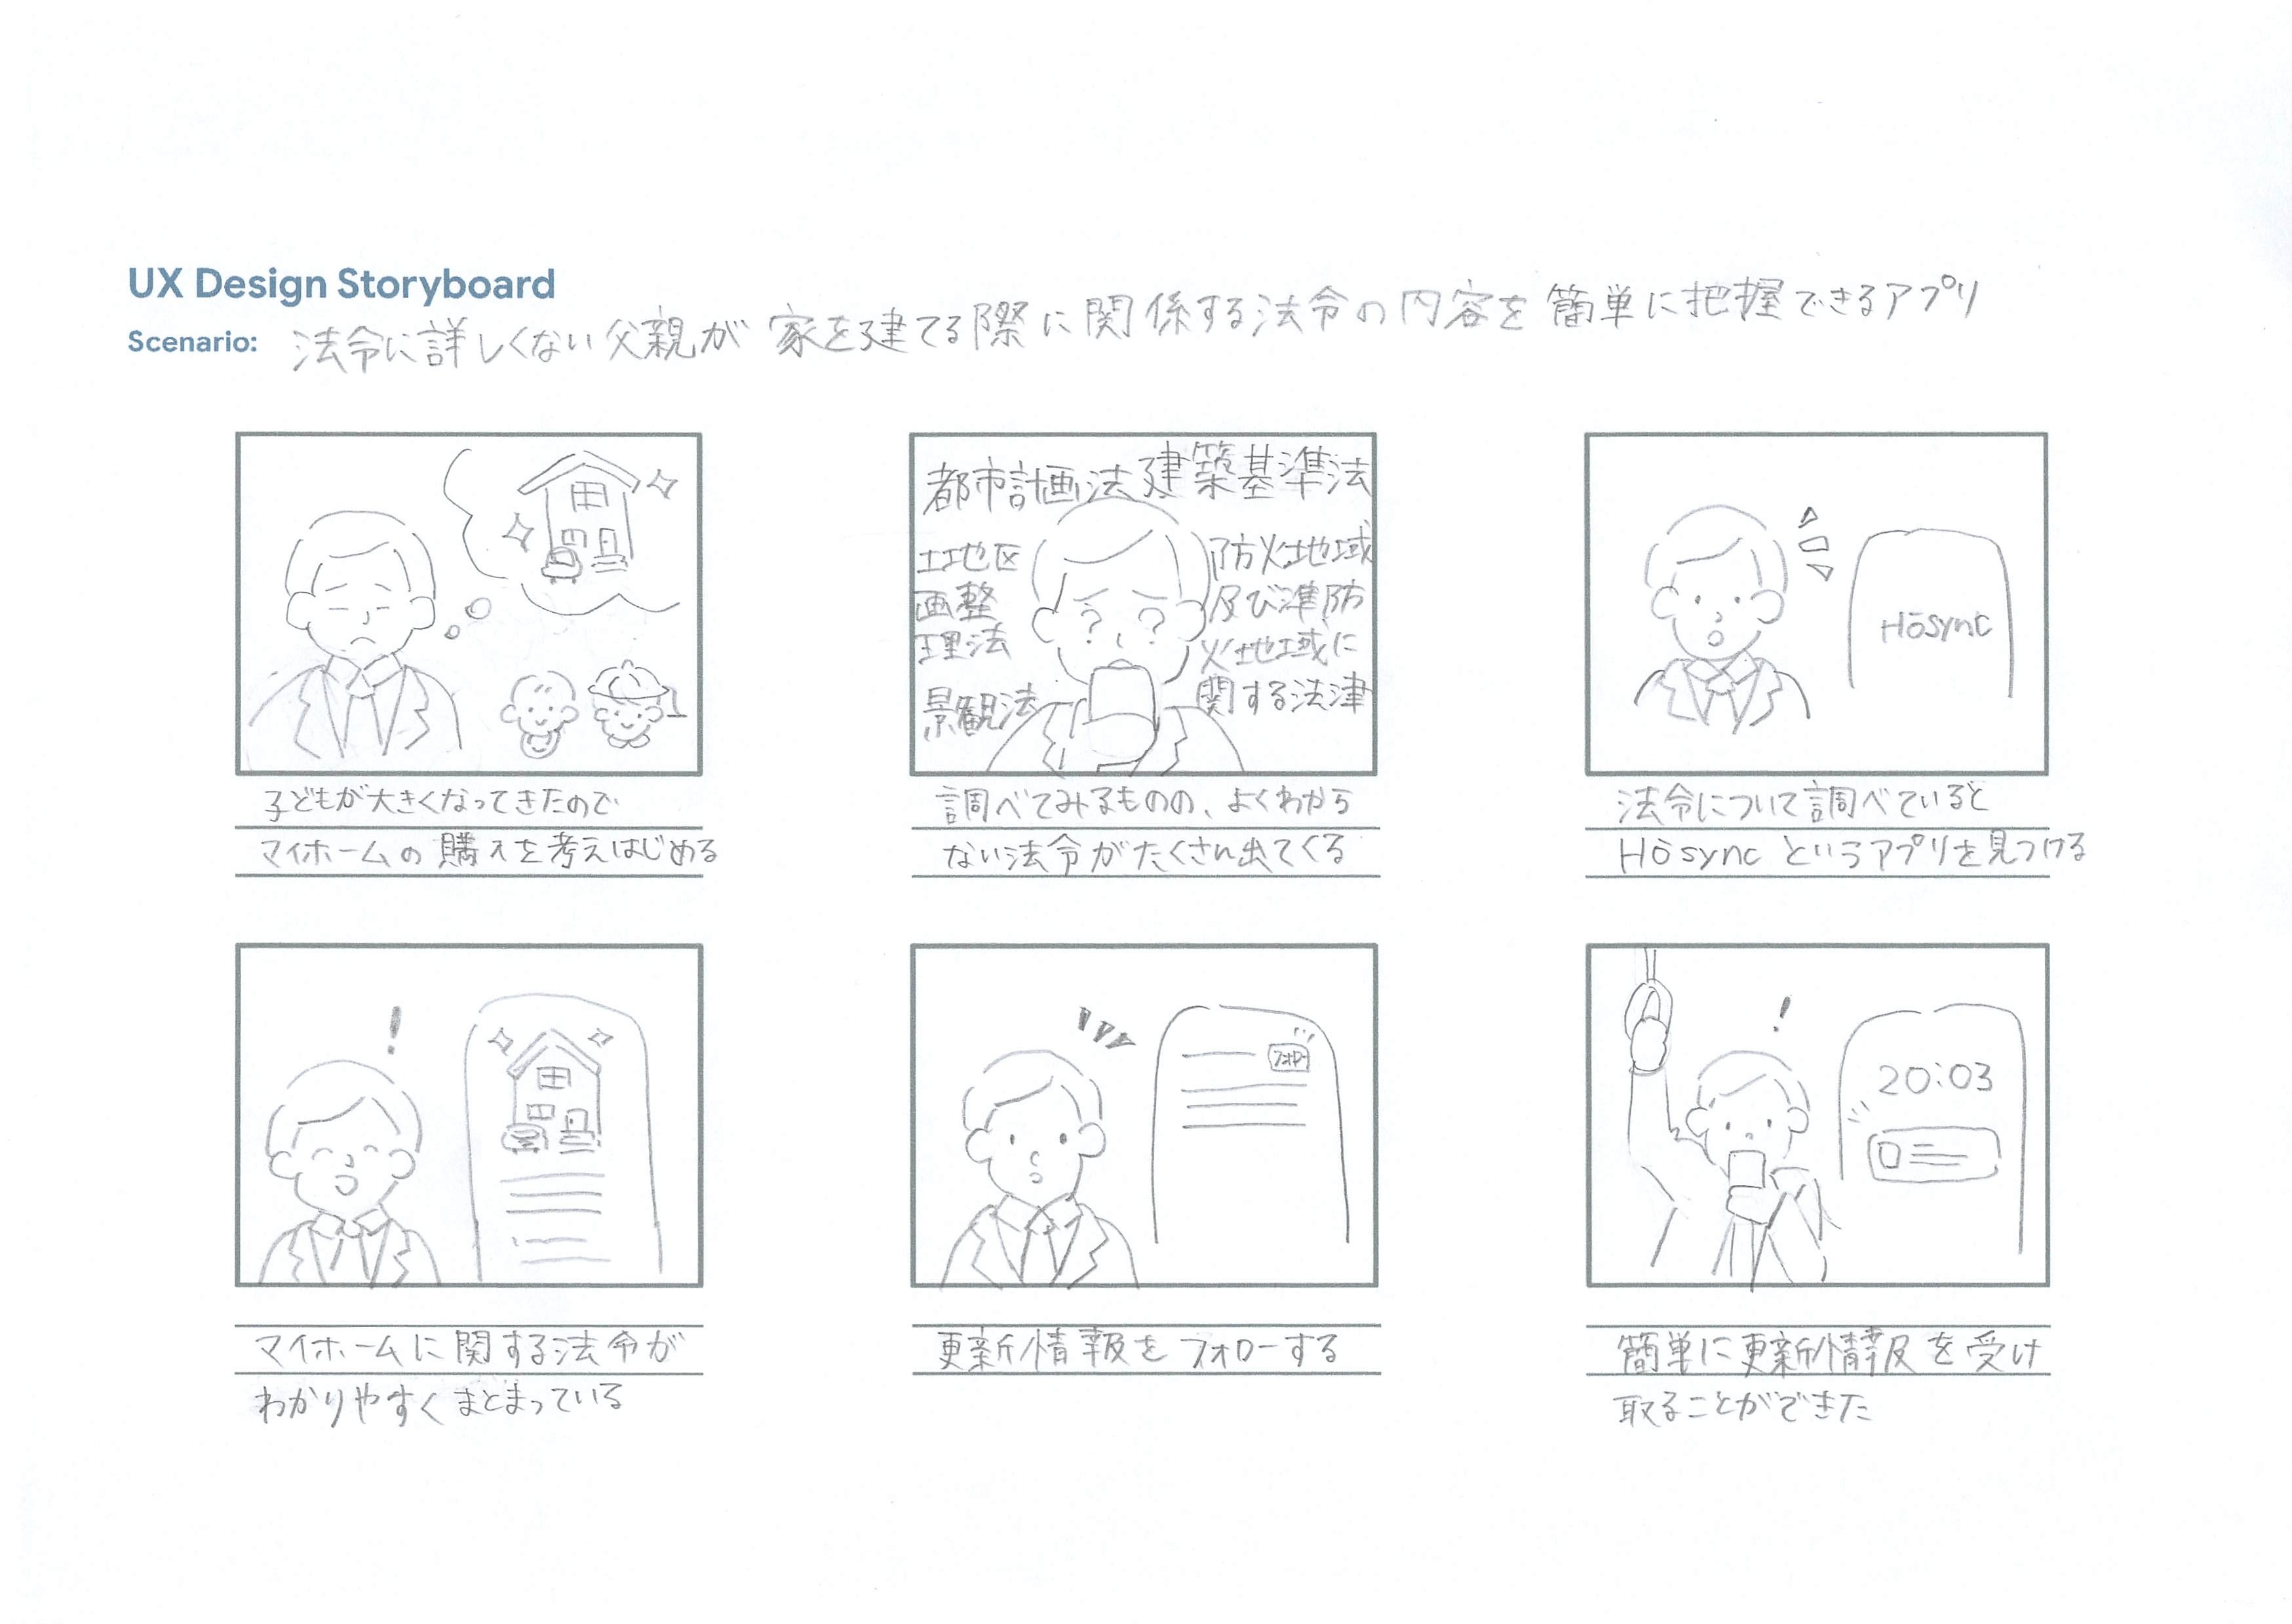 UX Design Storyboard
Scenario: 法令に詳しくない父親が家を建てる際に関係する法令の内容を簡単に把握できるアプリ
子どもが大きくなってきたので
マイホームの購入を考えはじめる
都市計画法
建築基準法
土地区
画整
理法
景観法
防火地域
及び準防
火地域に
関する法津
調べてみるものの、よくわから
ない法令がたくさん出てくる
Hōsync
法令について調べていると
Hōsync というアプリを見つける
マイホームに関する法令が
わかりやすくまとまっている
フォロー
更新情報をフォローする
20:03
簡単に更新情報を受け
取ることができた